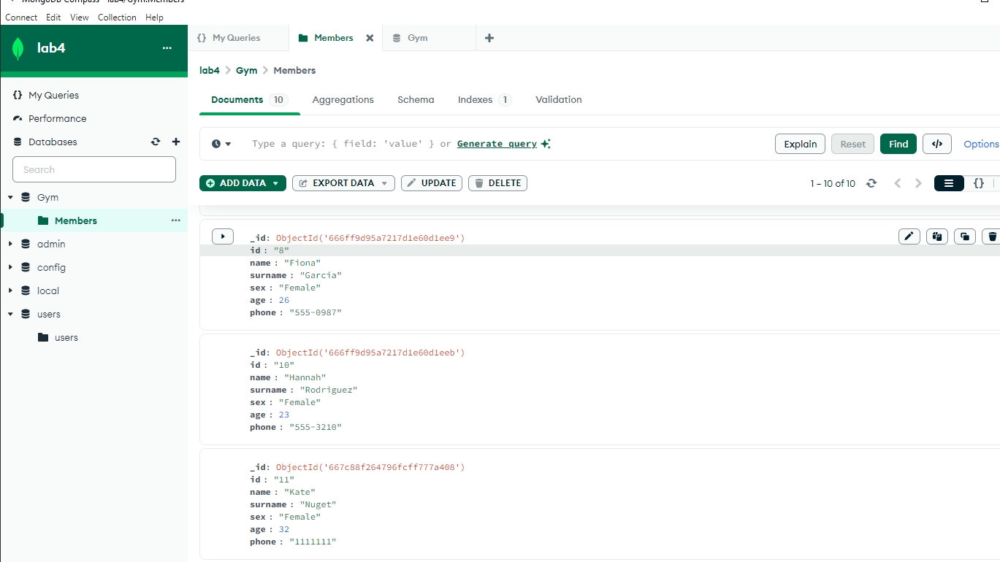 MongoDB Compass - lab4/Gym.Members
Connect Edit View Collection Help
lab4
My Queries
Performance
Databases
Search
Gym
Members
admin
config
local
users
users
My Queries Members Gym
lab4 > Gym > Members
Documents 10 Aggregations Schema Indexes 1 Validation
Type a query: { field: 'value' } or Generate query
Explain Reset Find </> Options
ADD DATA EXPORT DATA UPDATE DELETE
1 – 10 of 10 {}
_id: ObjectId('666ff9d95a7217d1e60d1ee9')
id : "8"
name : "Fiona"
surname : "Garcia"
sex : "Female"
age : 26
phone : "555-0987"
_id: ObjectId('666ff9d95a7217d1e60d1eeb')
id : "10"
name : "Hannah"
surname : "Rodriguez"
sex : "Female"
age : 23
phone : "555-3210"
_id: ObjectId('667c88f264796fcff777a408')
id : "11"
name : "Kate"
surname : "Nuget"
sex : "Female"
age : 32
phone : "1111111"